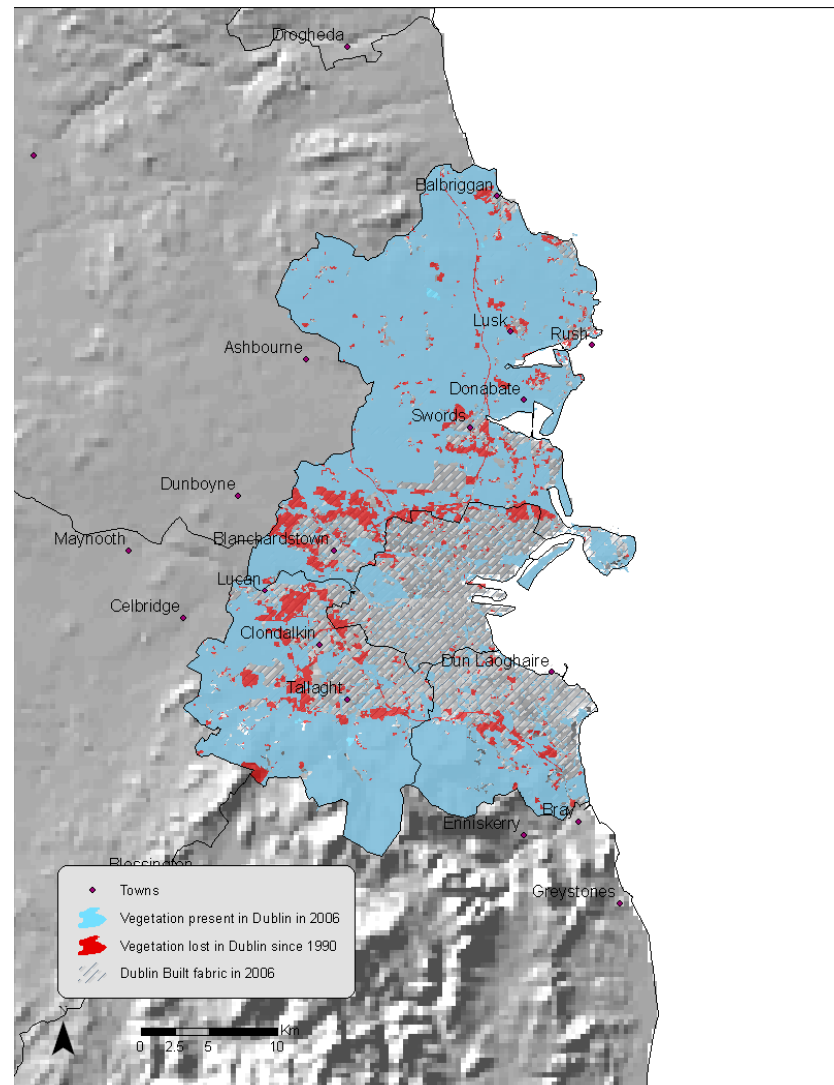 Drogheda
Balbriggan
Lusk
Rush
Ashbourne
Donabate
Swords
Dunboyne
Maynooth
Blanchardstown
Lucan
Celbridge
Clondalkin
Dun Laoghaire
Tallaght
Bray
Enniskerry
Blessington
Greystones
Towns
Vegetation present in Dublin in 2006
Vegetation lost in Dublin since 1990
Dublin Built fabric in 2006
Km
0 2.5 5 10